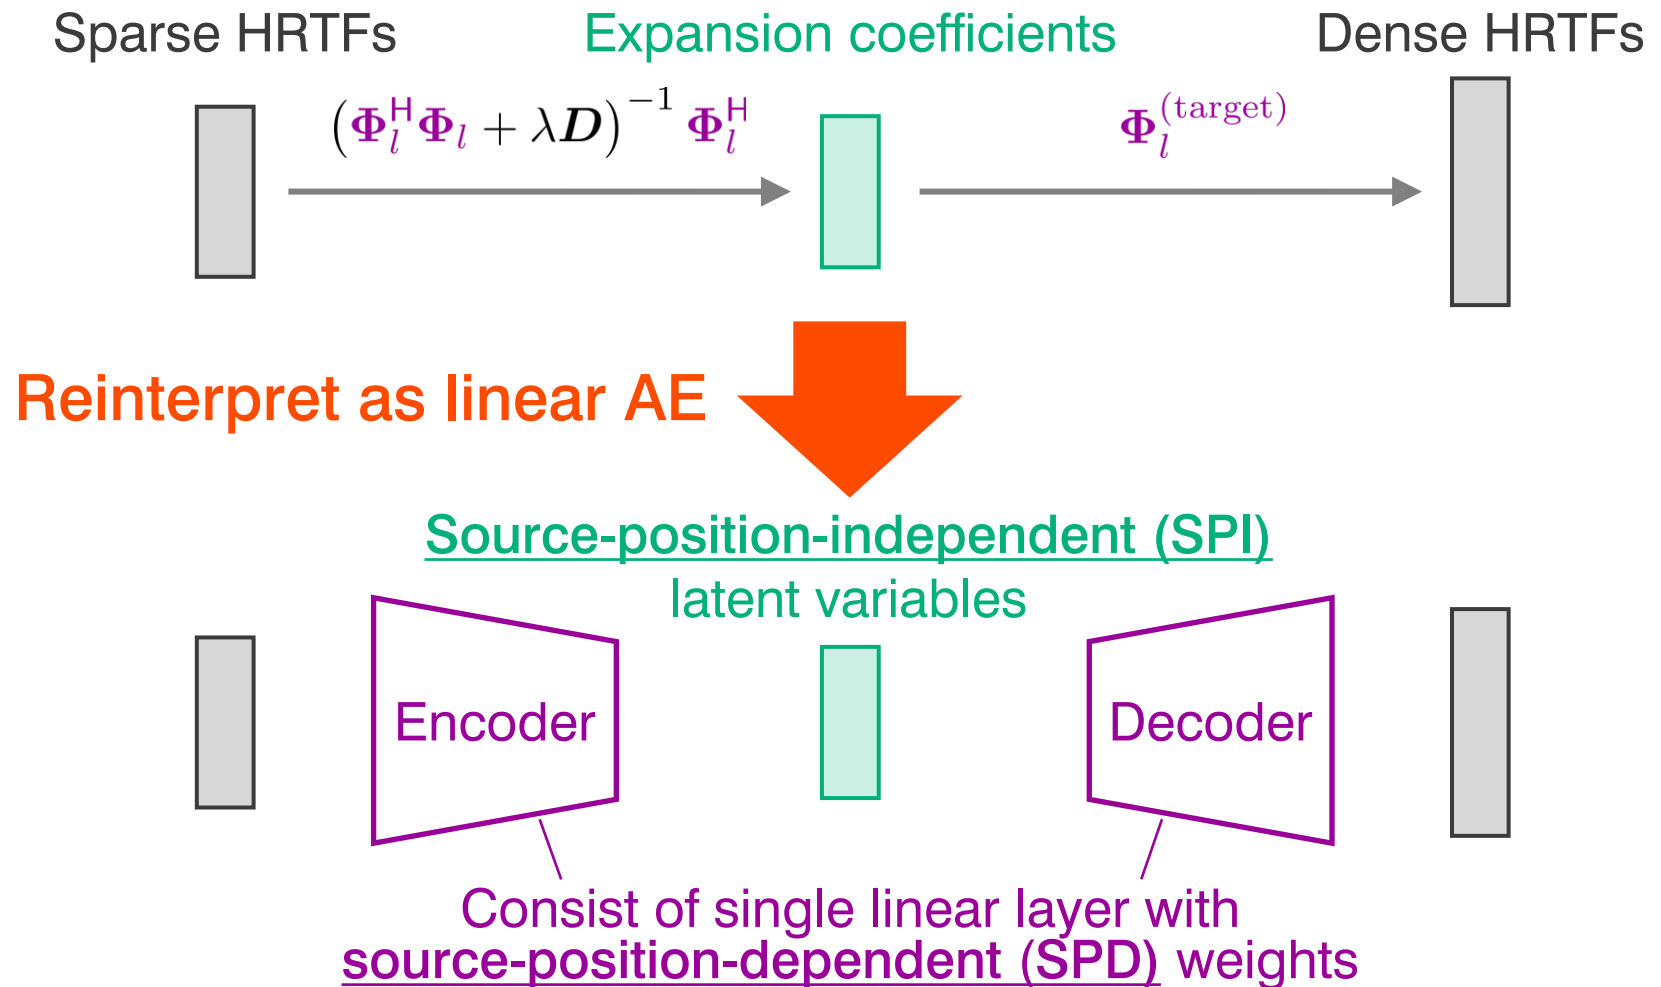 Sparse HRTFs
Expansion coefficients
Dense HRTFs
(Φ_l^H Φ_l + λD)^{-1} Φ_l^H
Φ_l^{(target)}
Reinterpret as linear AE
Source-position-independent (SPI)
latent variables
Encoder
Decoder
Consist of single linear layer with
source-position-dependent (SPD) weights